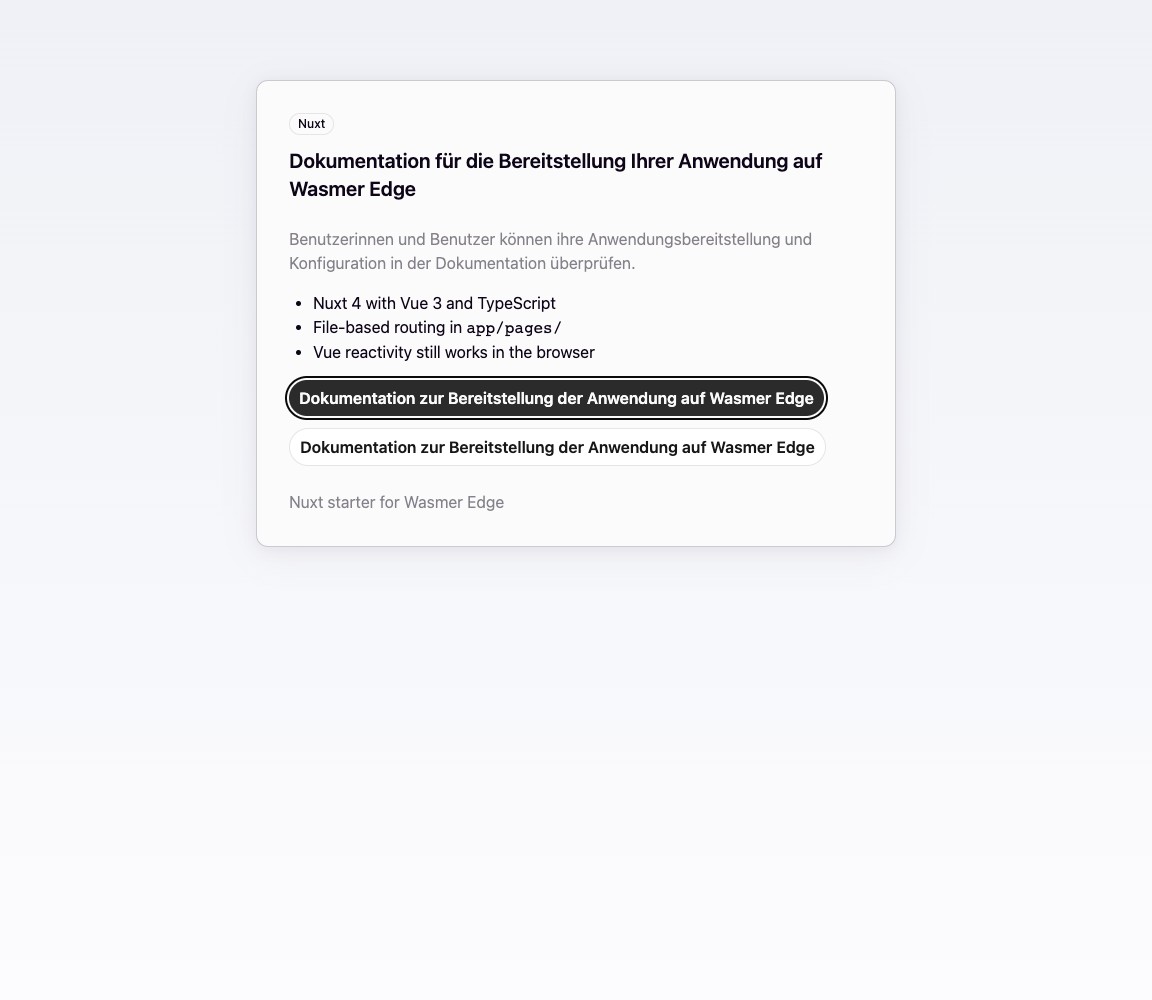 Nuxt
Dokumentation für die Bereitstellung Ihrer Anwendung auf
Wasmer Edge
Benutzerinnen und Benutzer können ihre Anwendungsbereitstellung und
Konfiguration in der Dokumentation überprüfen.
• Nuxt 4 with Vue 3 and TypeScript
• File-based routing in app/pages/
• Vue reactivity still works in the browser
Dokumentation zur Bereitstellung der Anwendung auf Wasmer Edge
Dokumentation zur Bereitstellung der Anwendung auf Wasmer Edge
Nuxt starter for Wasmer Edge